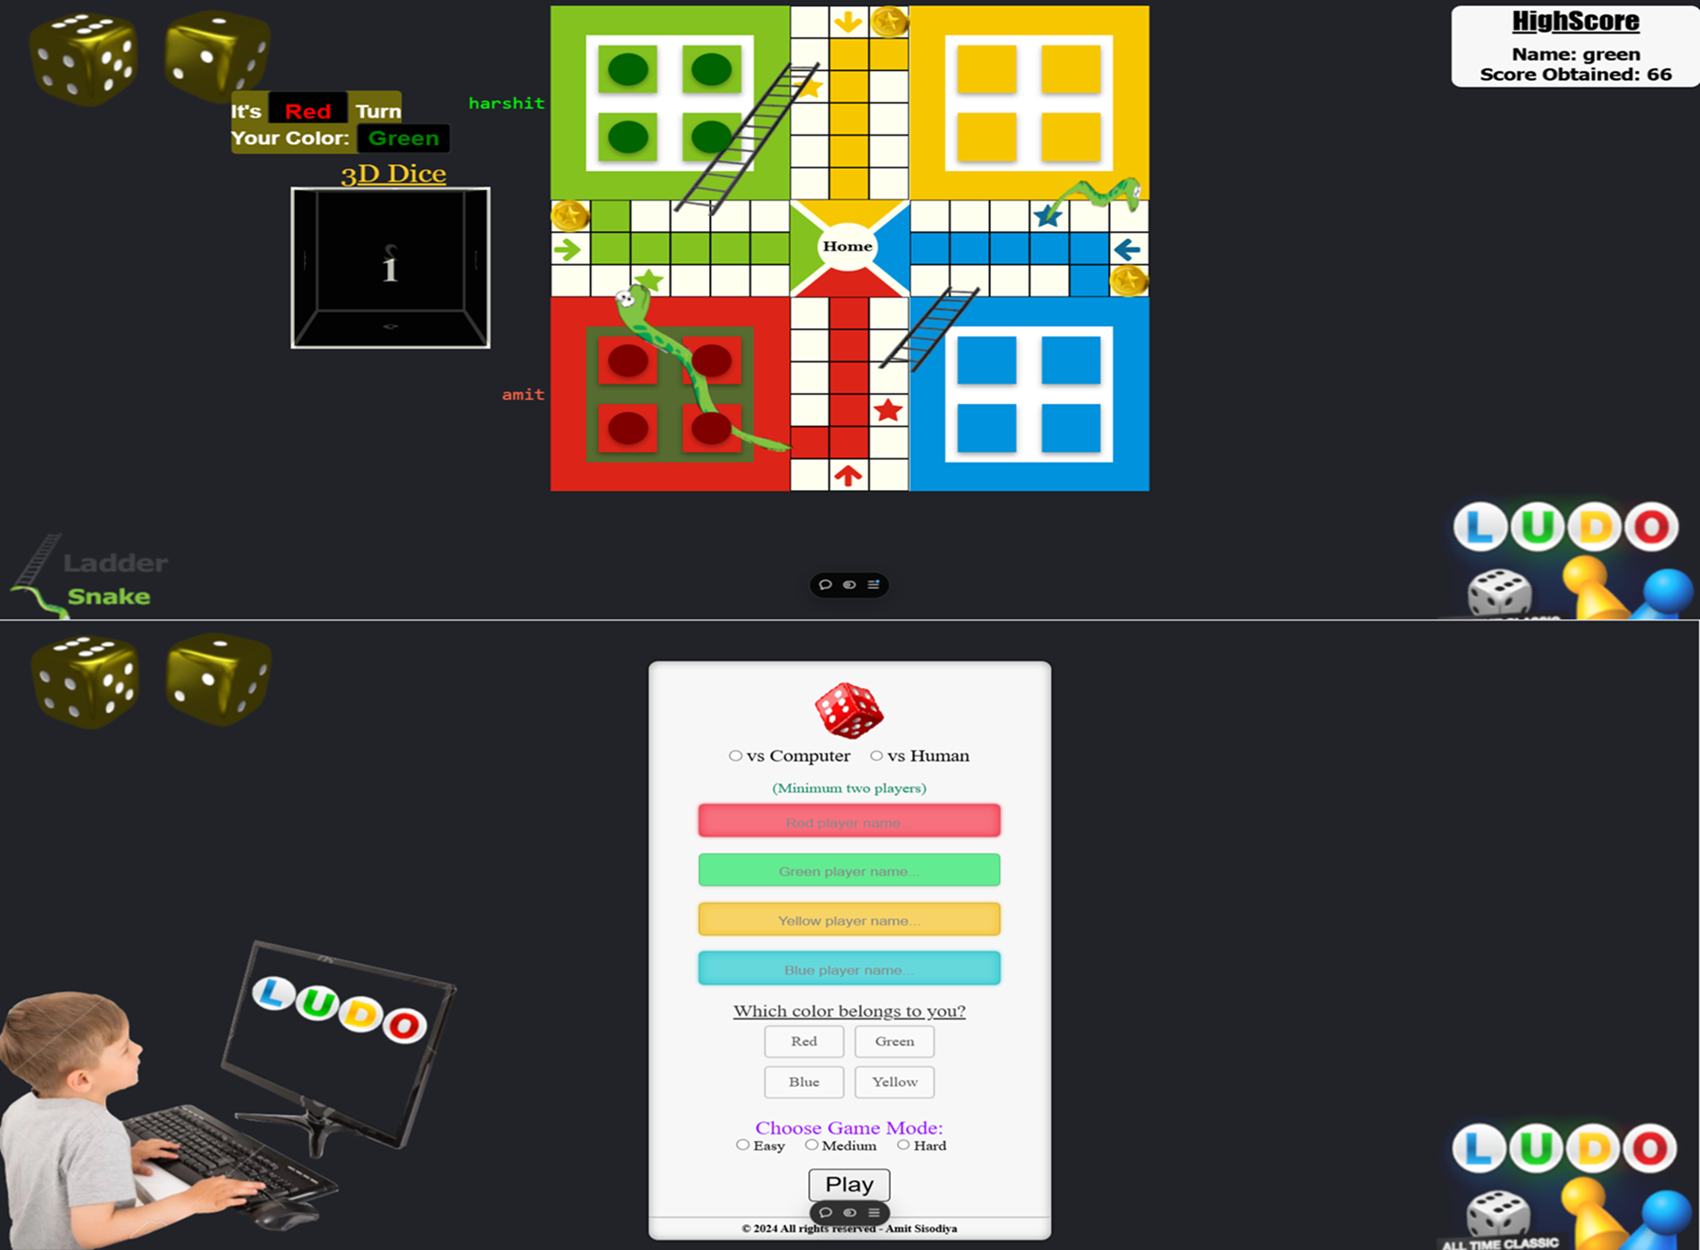 HighScore
Name: green
Score Obtained: 66
It's Red Turn
Your Color: Green
harshit
3D Dice
1
Home
amit
Ladder
Snake
LUDO
vs Computer vs Human
(Minimum two players)
Red player name...
Green player name...
Yellow player name...
Blue player name...
LUDO
Which color belongs to you?
Red Green
Blue Yellow
Choose Game Mode:
Easy Medium Hard
Play
© 2024 All rights reserved - Amit Sisodiya
LUDO
ALL TIME CLASSIC